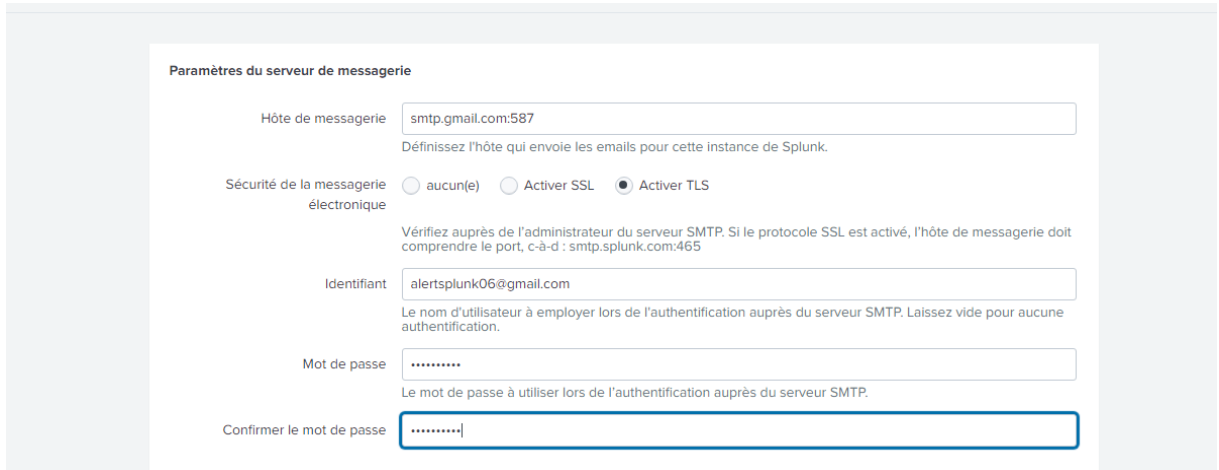 Paramètres du serveur de messagerie
Hôte de messagerie
smtp.gmail.com:587
Définissez l'hôte qui envoie les emails pour cette instance de Splunk.
Sécurité de la messagerie
électronique
aucun(e)
Activer SSL
Activer TLS
Vérifiez auprès de l'administrateur du serveur SMTP. Si le protocole SSL est activé, l'hôte de messagerie doit
comprendre le port, c-à-d : smtp.splunk.com:465
Identifiant
alertsplunk06@gmail.com
Le nom d'utilisateur à employer lors de l'authentification auprès du serveur SMTP. Laissez vide pour aucune
authentification.
Mot de passe
••••••••••
Le mot de passe à utiliser lors de l'authentification auprès du serveur SMTP.
Confirmer le mot de passe
••••••••••